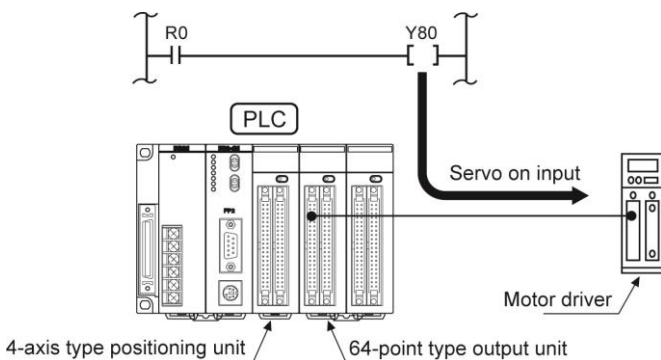 R0
Y80
PLC
FP2
Servo on input
Motor driver
4-axis type positioning unit
64-point type output unit